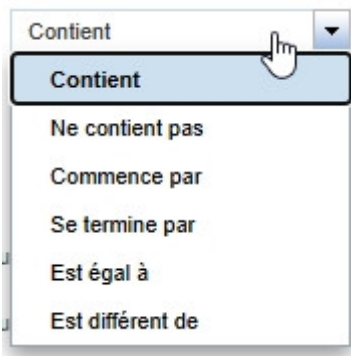 Contient
Contient
Ne contient pas
Commence par
Se termine par
Est égal à
Est différent de